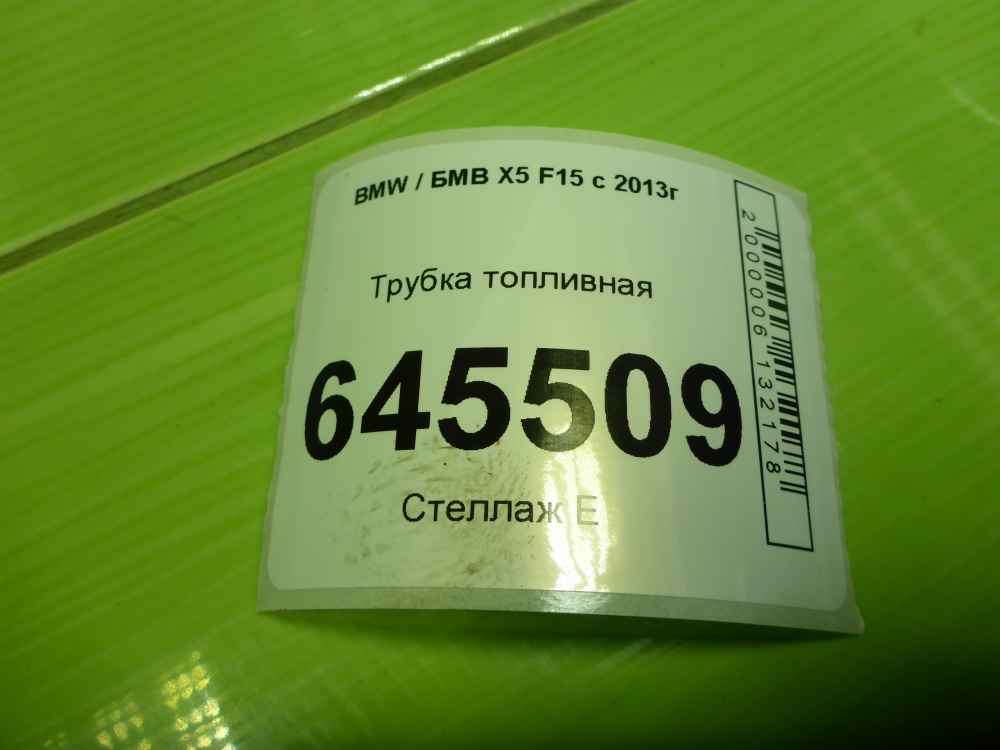 BMW / БМВ X5 F15 с 2013г
Трубка топливная
645509
Стеллаж Е
2000006132178